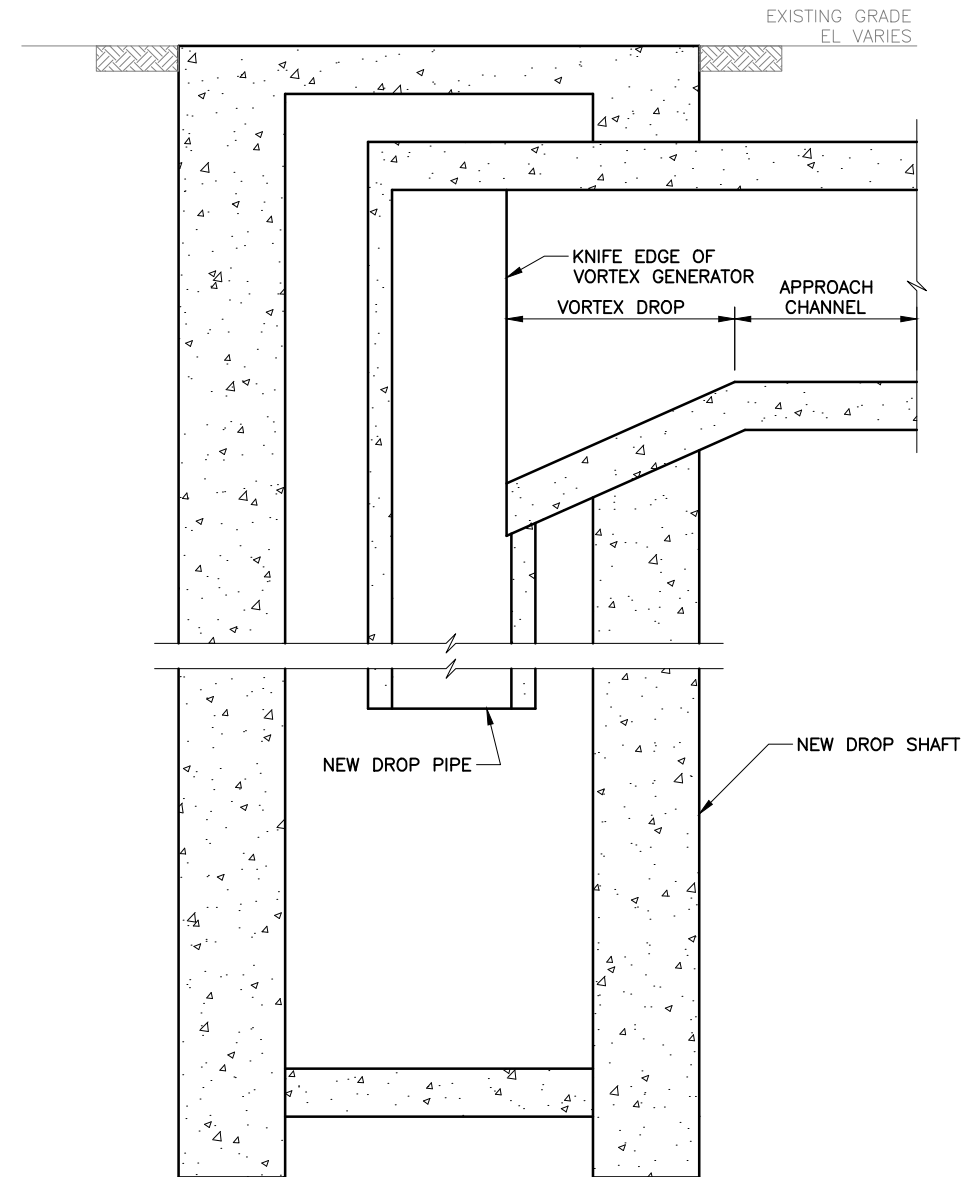 EXISTING GRADE
EL VARIES
KNIFE EDGE OF
VORTEX GENERATOR
VORTEX DROP
APPROACH
CHANNEL
NEW DROP PIPE
NEW DROP SHAFT